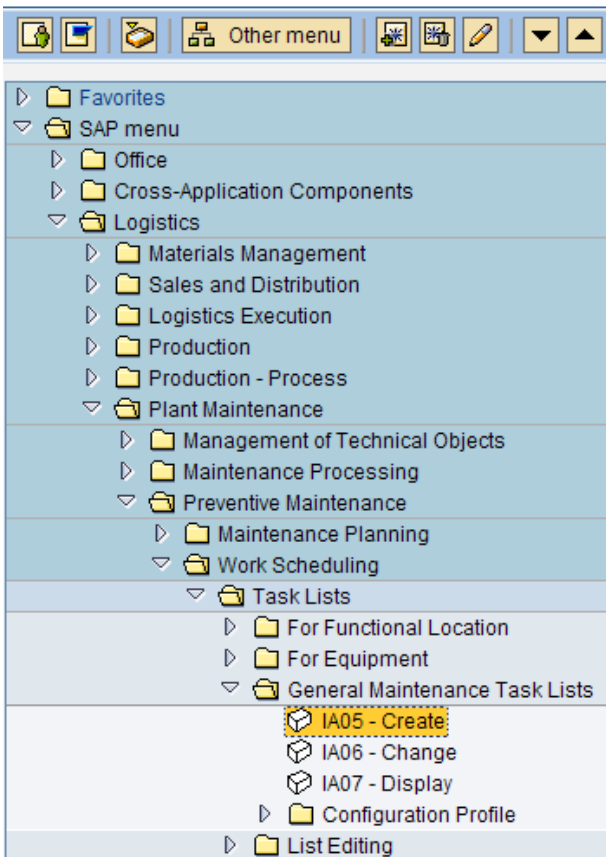 Other menu
Favorites
SAP menu
Office
Cross-Application Components
Logistics
Materials Management
Sales and Distribution
Logistics Execution
Production
Production - Process
Plant Maintenance
Management of Technical Objects
Maintenance Processing
Preventive Maintenance
Maintenance Planning
Work Scheduling
Task Lists
For Functional Location
For Equipment
General Maintenance Task Lists
IA05 - Create
IA06 - Change
IA07 - Display
Configuration Profile
List Editing